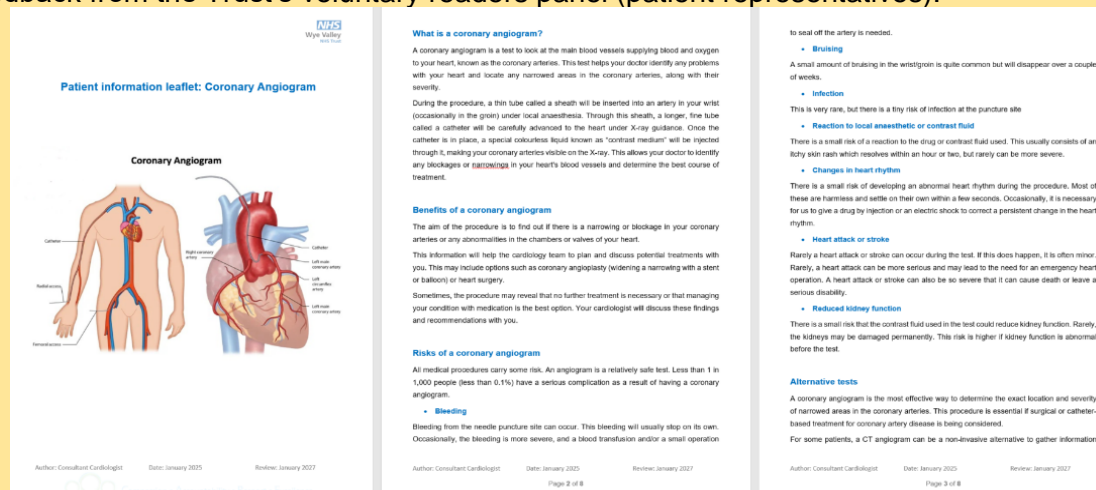 dback from the Trust's voluntary readers panel (patient representatives).
NHS
Wye Valley
NHS Trust
Patient information leaflet: Coronary Angiogram
Coronary Angiogram
Catheter
Radial access
Femoral access
Right coronary
artery
Catheter
Left main
coronary artery
Left
circumflex
artery
Left main
coronary artery
Author: Consultant Cardiologist Date: January 2025 Review: January 2027
What is a coronary angiogram?
A coronary angiogram is a test to look at the main blood vessels supplying blood and oxygen
to your heart, known as the coronary arteries. This test helps your doctor identify any problems
with your heart and locate any narrowed areas in the coronary arteries, along with their
severity.
During the procedure, a thin tube called a sheath will be inserted into an artery in your wrist
(occasionally in the groin) under local anaesthesia. Through this sheath, a longer, fine tube
called a catheter will be carefully advanced to the heart under X-ray guidance. Once the
catheter is in place, a special colourless liquid known as "contrast medium" will be injected
through it, making your coronary arteries visible on the X-ray. This allows your doctor to identify
any blockages or narrowings in your heart's blood vessels and determine the best course of
treatment.
Benefits of a coronary angiogram
The aim of the procedure is to find out if there is a narrowing or blockage in your coronary
arteries or any abnormalities in the chambers or valves of your heart.
This information will help the cardiology team to plan and discuss potential treatments with
you. This may include options such as coronary angioplasty (widening a narrowing with a stent
or balloon) or heart surgery.
Sometimes, the procedure may reveal that no further treatment is necessary or that managing
your condition with medication is the best option. Your cardiologist will discuss these findings
and recommendations with you.
Risks of a coronary angiogram
All medical procedures carry some risk. An angiogram is a relatively safe test. Less than 1 in
1,000 people (less than 0.1%) have a serious complication as a result of having a coronary
angiogram.
• Bleeding
Bleeding from the needle puncture site can occur. This bleeding will usually stop on its own.
Occasionally, the bleeding is more severe, and a blood transfusion and/or a small operation
Author: Consultant Cardiologist Date: January 2025 Review: January 2027
Page 2 of 8
to seal off the artery is needed.
• Bruising
A small amount of bruising in the wrist/groin is quite common but will disappear over a couple
of weeks.
• Infection
This is very rare, but there is a tiny risk of infection at the puncture site
• Reaction to local anaesthetic or contrast fluid
There is a small risk of a reaction to the drug or contrast fluid used. This usually consists of an
itchy skin rash which resolves within an hour or two, but rarely can be more severe.
• Changes in heart rhythm
There is a small risk of developing an abnormal heart rhythm during the procedure. Most of
these are harmless and settle on their own within a few seconds. Occasionally, it is necessary
for us to give a drug by injection or an electric shock to correct a persistent change in the heart
rhythm.
• Heart attack or stroke
Rarely a heart attack or stroke can occur during the test. If this does happen, it is often minor.
Rarely, a heart attack can be more serious and may lead to the need for an emergency heart
operation. A heart attack or stroke can also be so severe that it can cause death or leave a
serious disability.
• Reduced kidney function
There is a small risk that the contrast fluid used in the test could reduce kidney function. Rarely,
the kidneys may be damaged permanently. This risk is higher if kidney function is abnormal
before the test.
Alternative tests
A coronary angiogram is the most effective way to determine the exact location and severity
of narrowed areas in the coronary arteries. This procedure is essential if surgical or catheter-
based treatment for coronary artery disease is being considered.
For some patients, a CT angiogram can be a non-invasive alternative to gather information
Author: Consultant Cardiologist Date: January 2025 Review: January 2027
Page 3 of 8